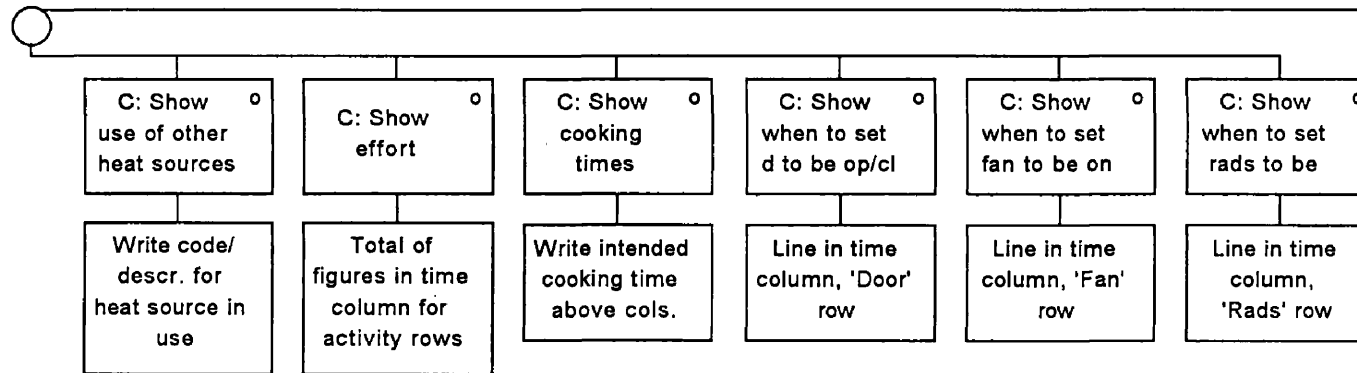 C: Show o
use of other
heat sources
C: Show o
effort
C: Show o
cooking
times
C: Show o
when to set
d to be op/cl
C: Show o
when to set
fan to be on
C: Show o
when to set
rads to be
Write code/
descr. for
heat source in
use
Total of
figures in time
column for
activity rows
Write intended
cooking time
above cols.
Line in time
column, 'Door'
row
Line in time
column, 'Fan'
row
Line in time
column,
'Rads' row